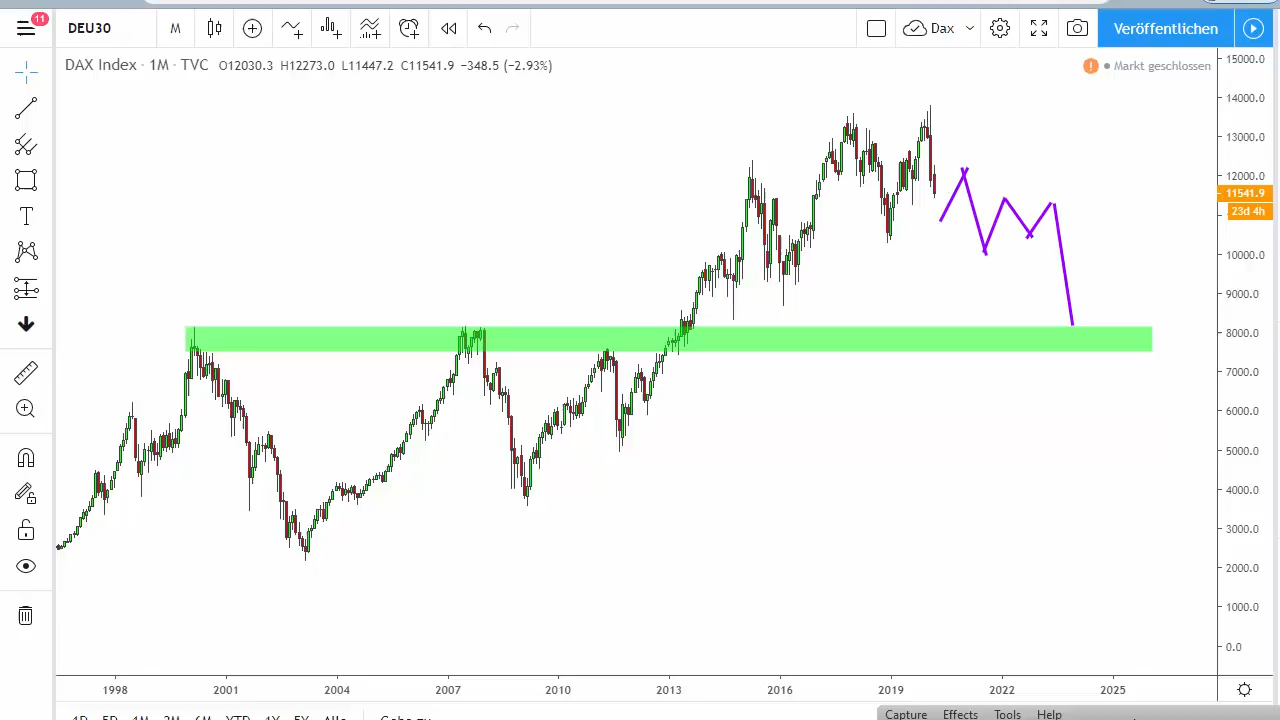 11
DEU30
M
Dax
Veröffentlichen
DAX Index · 1M · TVC O12030.3 H12273.0 L11447.2 C11541.9 −348.5 (−2.93%)
Markt geschlossen
15000.0
14000.0
13000.0
12000.0
11541.9
23d 4h
10000.0
9000.0
8000.0
7000.0
6000.0
5000.0
4000.0
3000.0
2000.0
1000.0
0.0
1998 2001 2004 2007 2010 2013 2016 2019 2022 2025
Capture Effects Tools Help